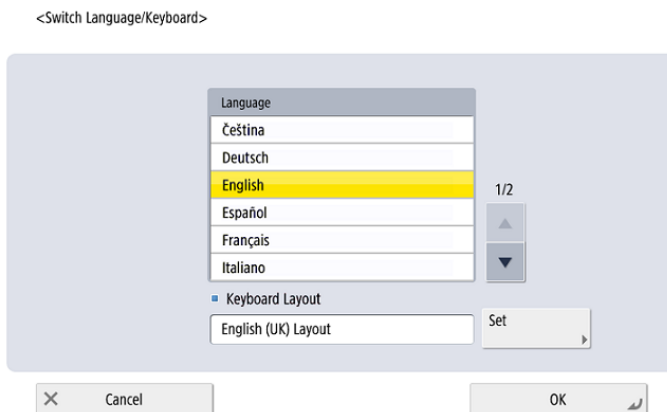 <Switch Language/Keyboard>
Language
Čeština
Deutsch
English
Español
Français
Italiano
1/2
Keyboard Layout
English (UK) Layout
Set
Cancel
OK